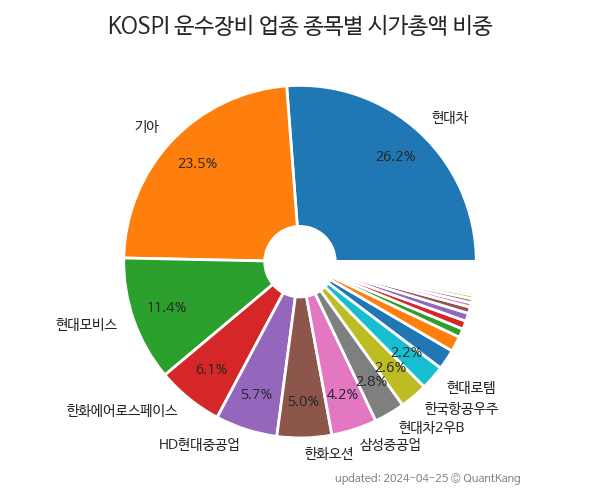 KOSPI 운수장비 업종 종목별 시가총액 비중
현대차
26.2%
기아
23.5%
현대모비스
11.4%
한화에어로스페이스
6.1%
HD현대중공업
5.7%
한화오션
5.0%
삼성중공업
4.2%
현대차2우B
2.8%
한국항공우주
2.6%
현대로템
2.2%
updated: 2024-04-25 © QuantKang